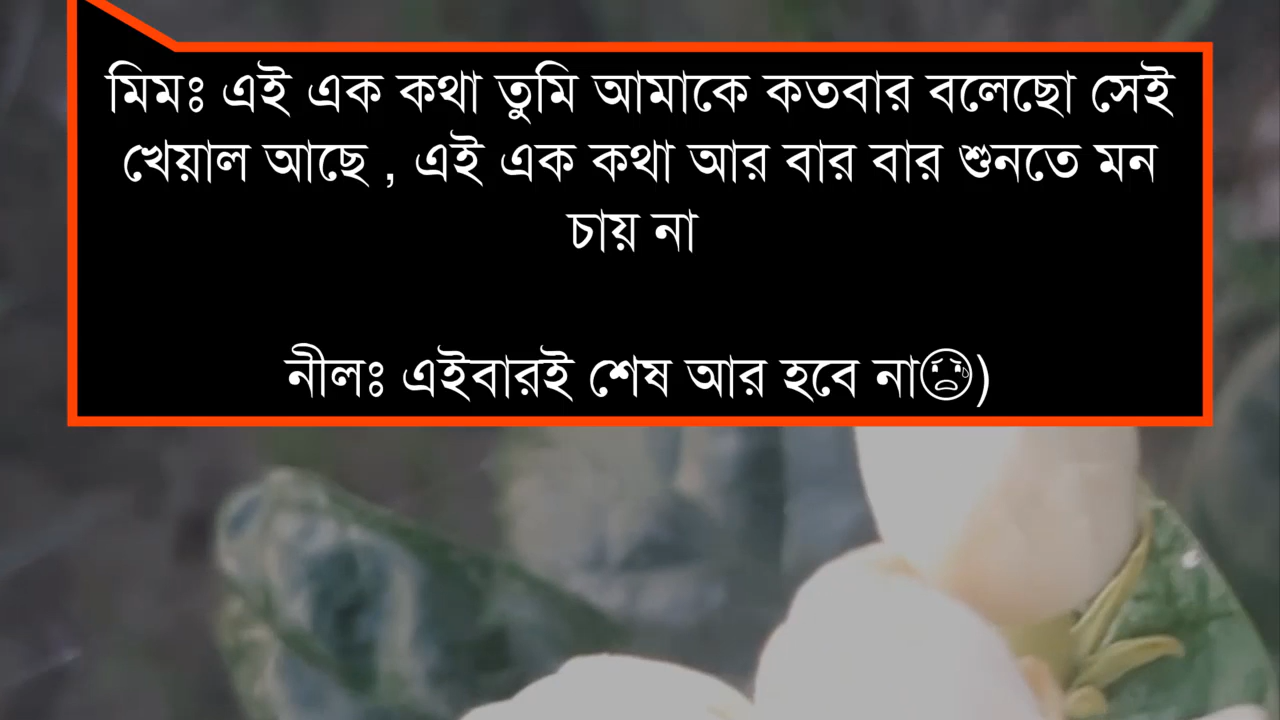 মিমঃ এই এক কথা তুমি আমাকে কতবার বলেছো সেই
খেয়াল আছে , এই এক কথা আর বার বার শুনতে মন
চায় না
নীলঃ এইবারই শেষ আর হবে না😥)